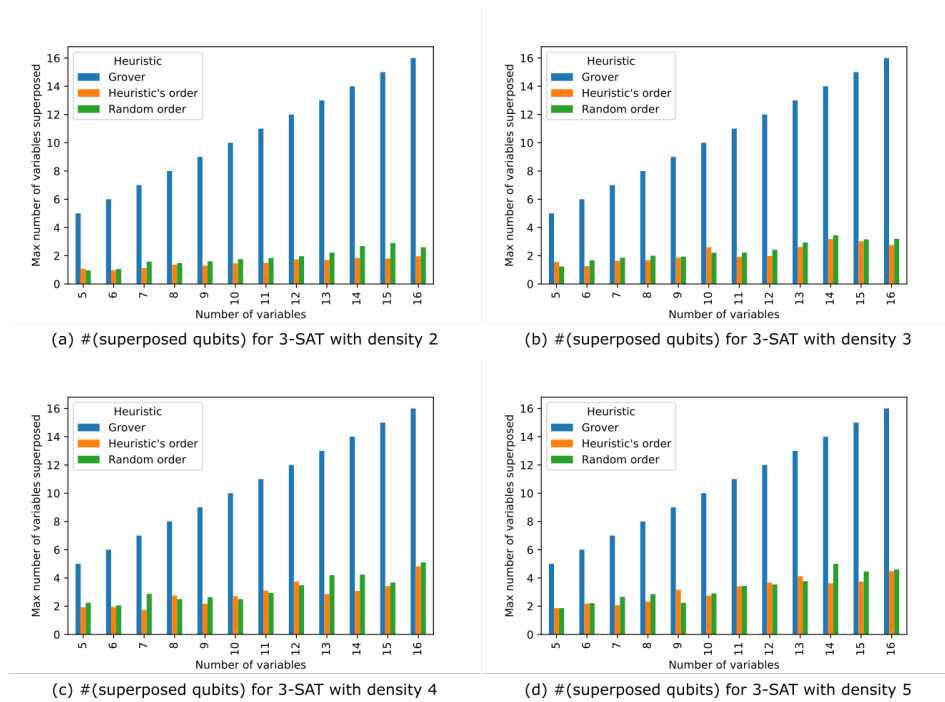 Max number of variables superposed
16
14
12
10
8
6
4
2
0
Heuristic
Grover
Heuristic's order
Random order
5 6 7 8 9 10 11 12 13 14 15 16
Number of variables
(a) #(superposed qubits) for 3-SAT with density 2
Max number of variables superposed
16
14
12
10
8
6
4
2
0
Heuristic
Grover
Heuristic's order
Random order
5 6 7 8 9 10 11 12 13 14 15 16
Number of variables
(b) #(superposed qubits) for 3-SAT with density 3
Max number of variables superposed
16
14
12
10
8
6
4
2
0
Heuristic
Grover
Heuristic's order
Random order
5 6 7 8 9 10 11 12 13 14 15 16
Number of variables
(c) #(superposed qubits) for 3-SAT with density 4
Max number of variables superposed
16
14
12
10
8
6
4
2
0
Heuristic
Grover
Heuristic's order
Random order
5 6 7 8 9 10 11 12 13 14 15 16
Number of variables
(d) #(superposed qubits) for 3-SAT with density 5